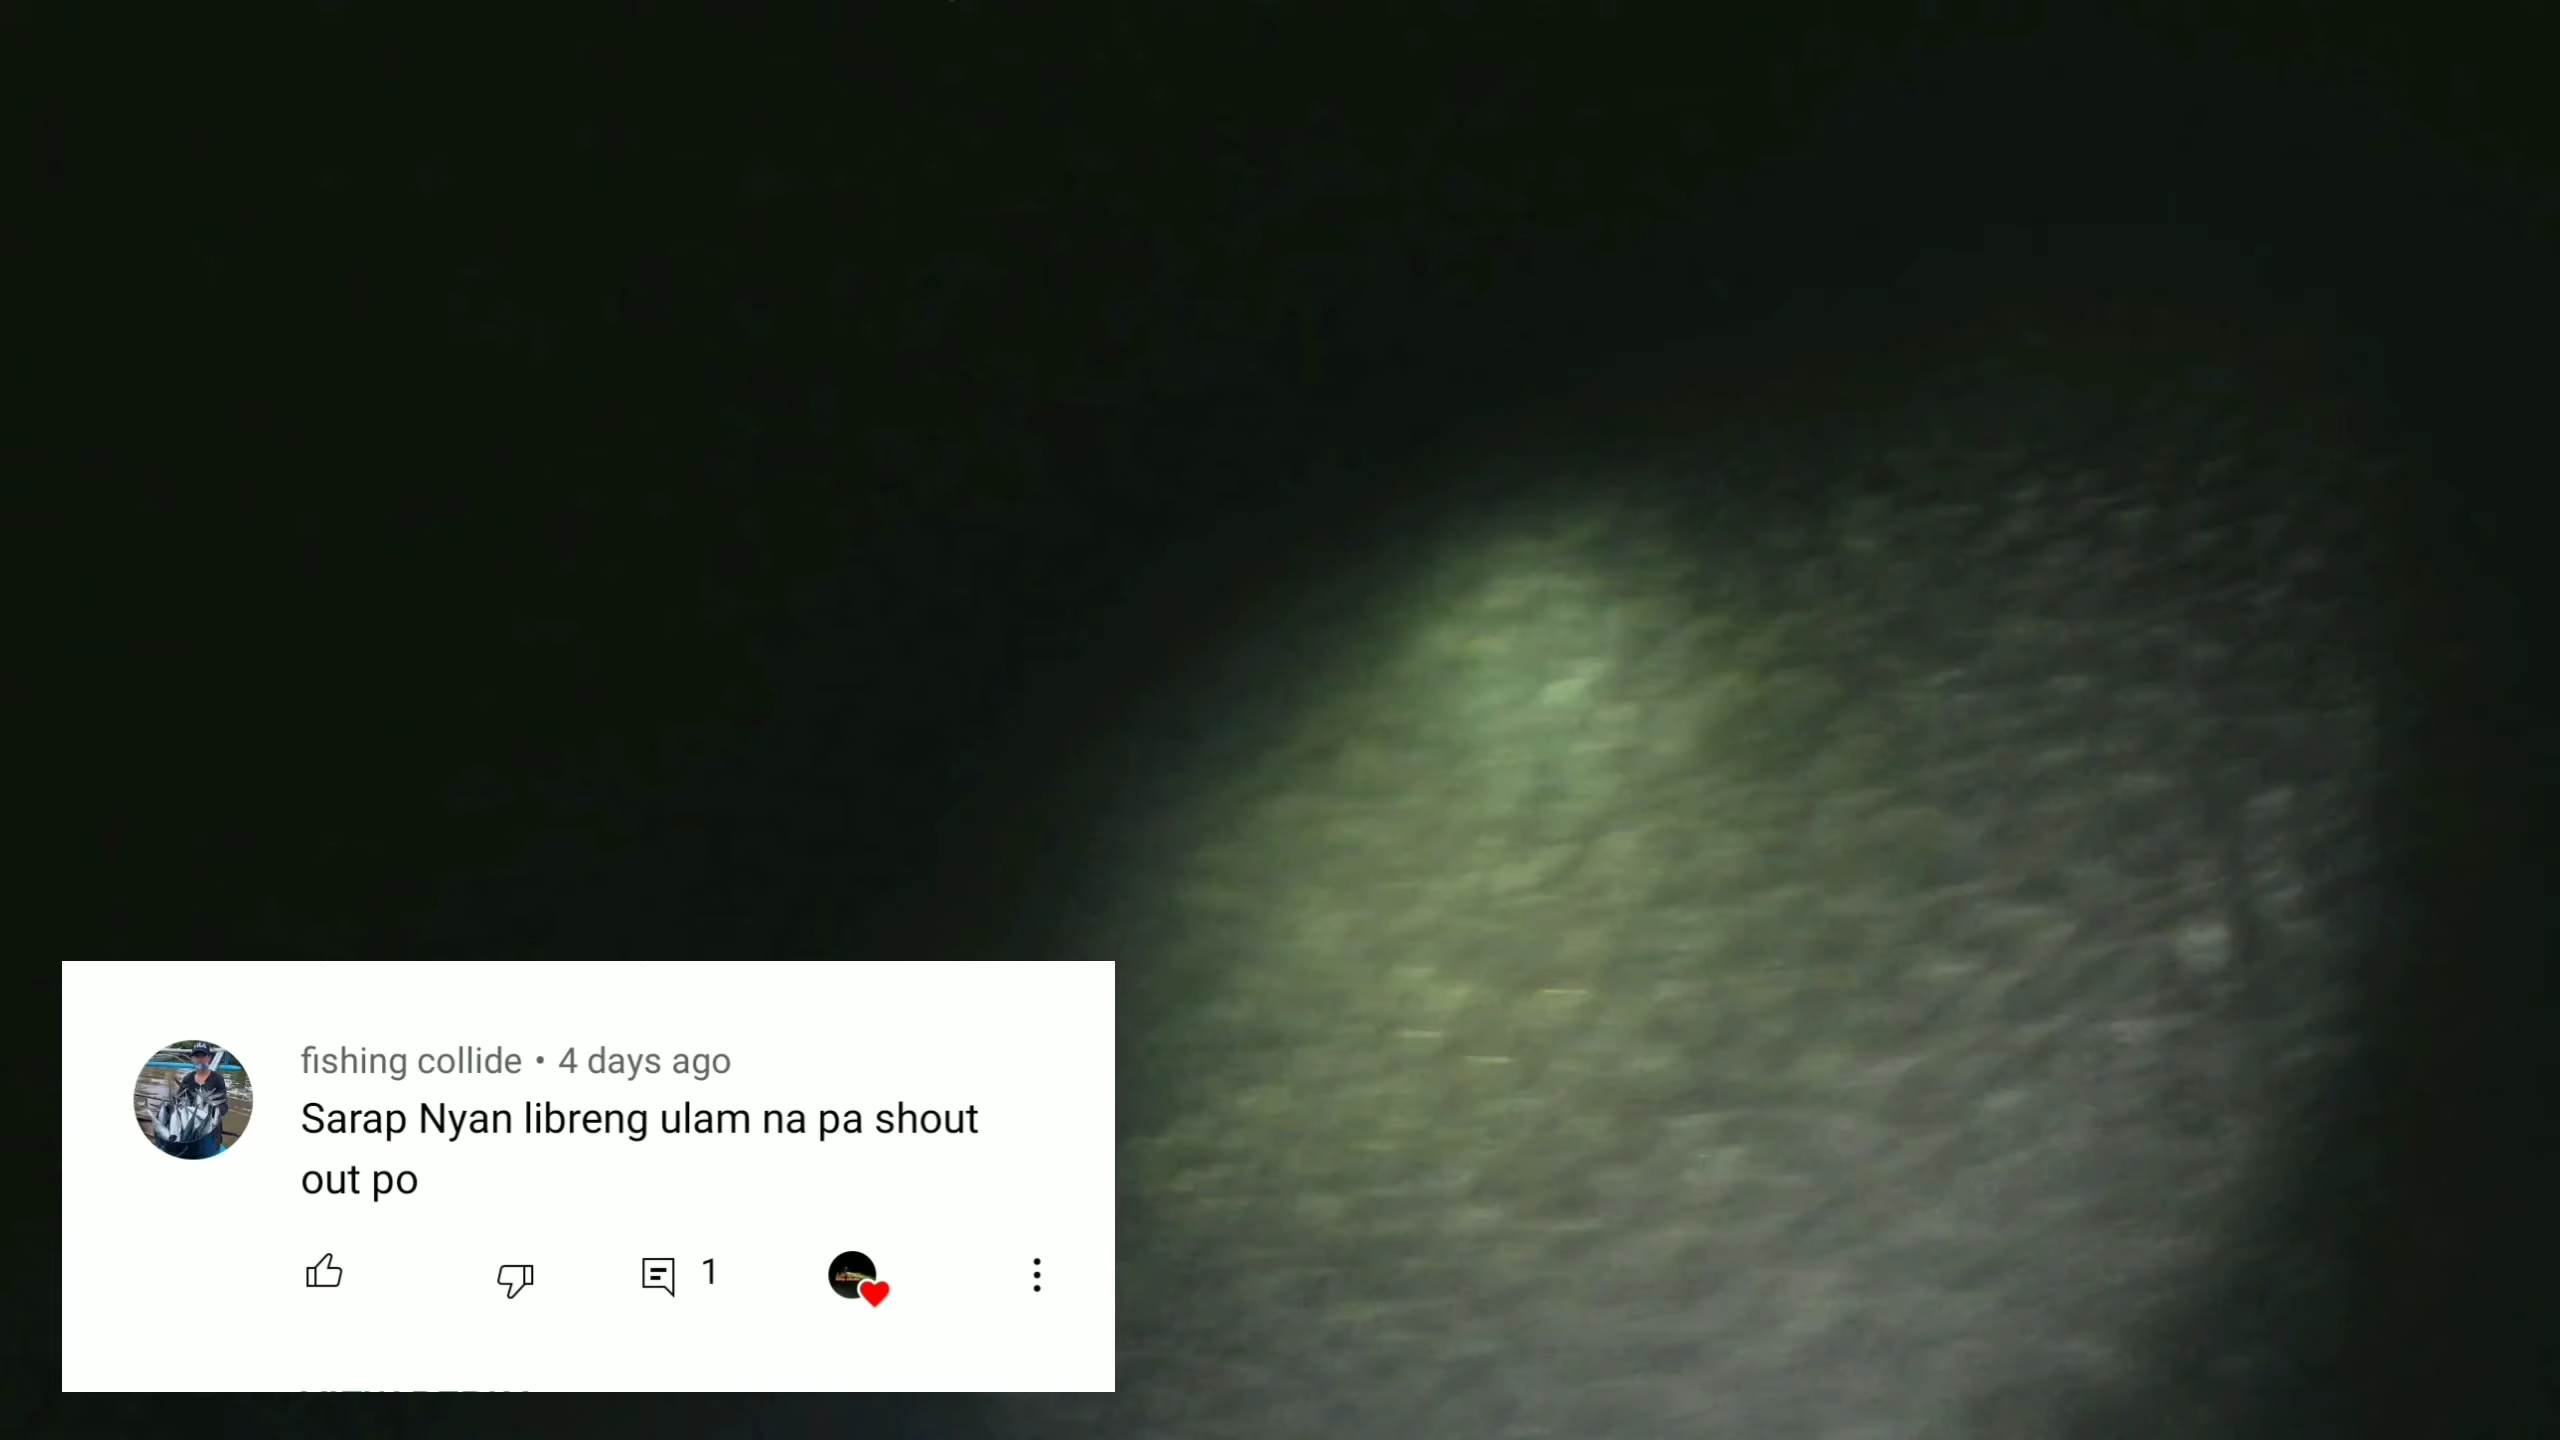 fishing collide • 4 days ago
Sarap Nyan libreng ulam na pa shout
out po
1